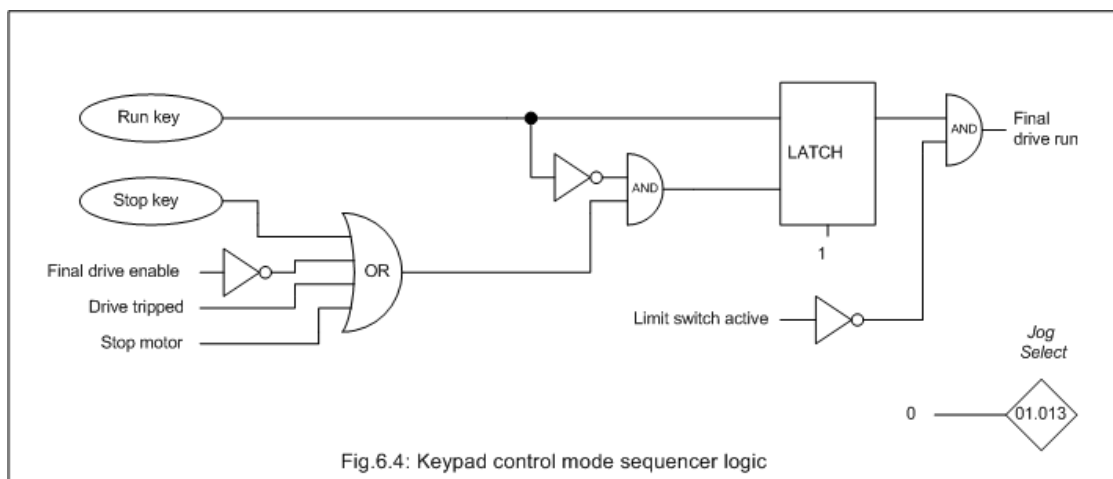 Run key
Final
drive run
AND
LATCH
AND
Stop key
1
Final drive enable
OR
Drive tripped
Limit switch active
Stop motor
Jog
Select
0
01.013
Fig.6.4: Keypad control mode sequencer logic